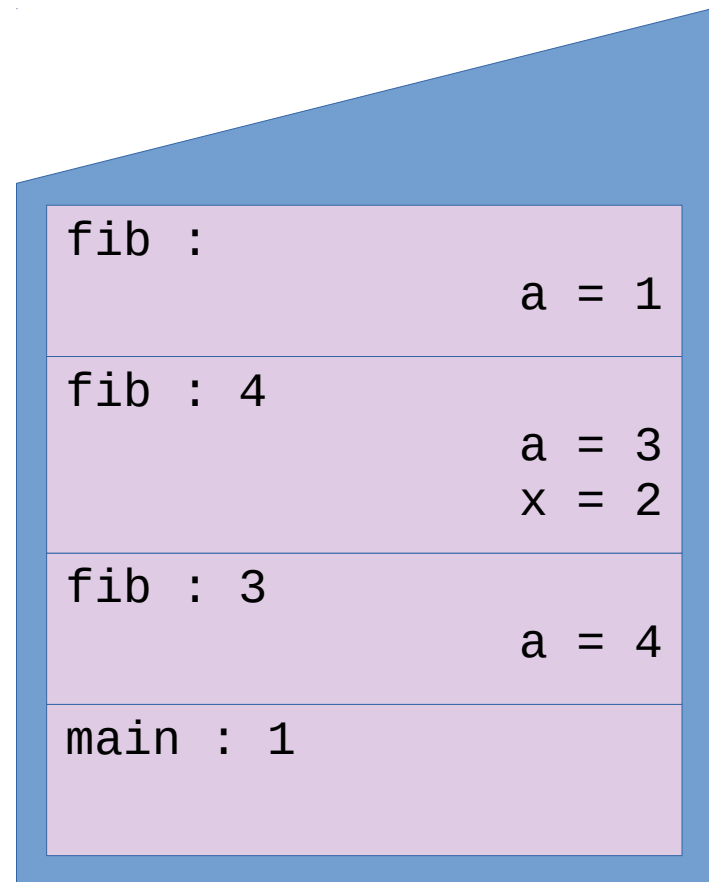 fib :
a = 1
fib : 4
a = 3
x = 2
fib : 3
a = 4
main : 1